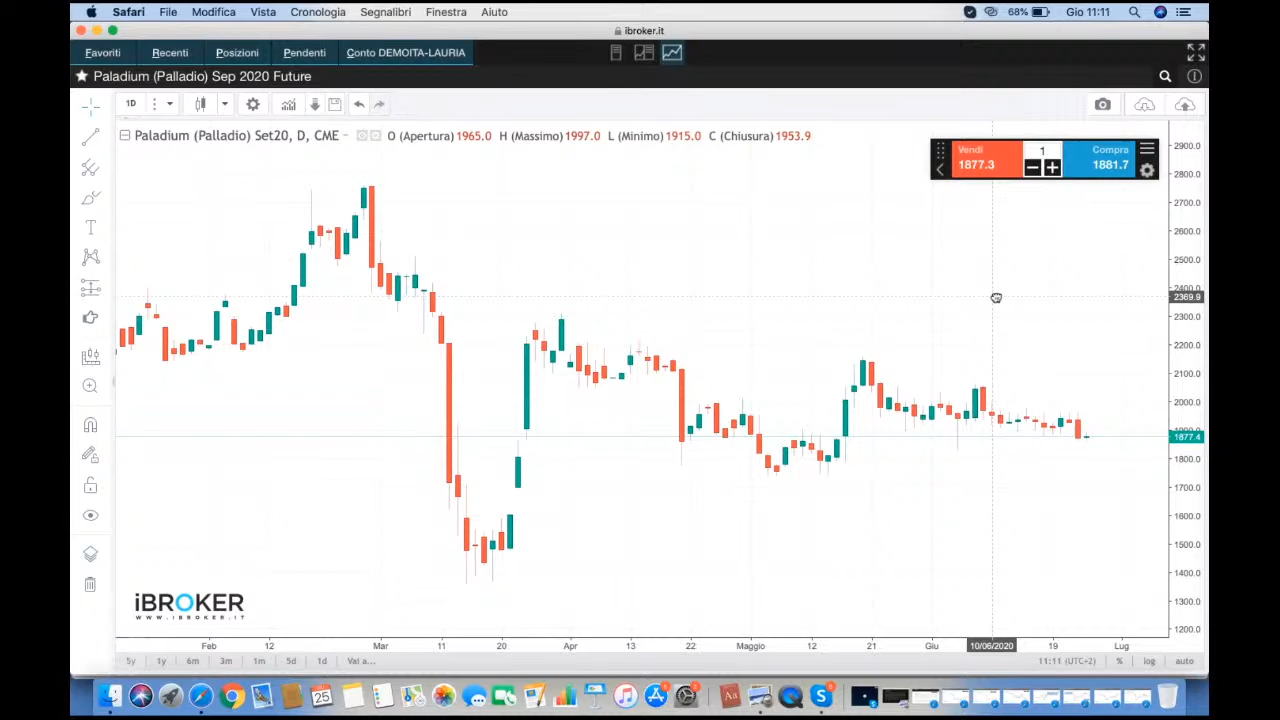 Safari File Modifica Vista Cronologia Segnalibri Finestra Aiuto 68% Gio 11:11
ibroker.it
Favoriti Recenti Posizioni Pendenti Conto DEMOITA-LAURIA
Paladium (Palladio) Sep 2020 Future
1D
Paladium (Palladio) Set20, D, CME O (Apertura) 1965.0 H (Massimo) 1997.0 L (Minimo) 1915.0 C (Chiusura) 1953.9
Vendi 1 Compra
1877.3 1881.7
2900.0
2800.0
2700.0
2600.0
2500.0
2400.0
2369.9
2300.0
2200.0
2100.0
2000.0
1900.0
1877.4
1800.0
1700.0
1600.0
1500.0
1400.0
1300.0
1200.0
iBROKER
WWW.IBROKER.IT
Feb 12 Mar 11 20 Apr 13 22 Maggio 12 21 Giu 10/06/2020 19 Lug
5y 1y 6m 3m 1m 5d 1d Vai a... 11:11 (UTC+2) % log auto
25